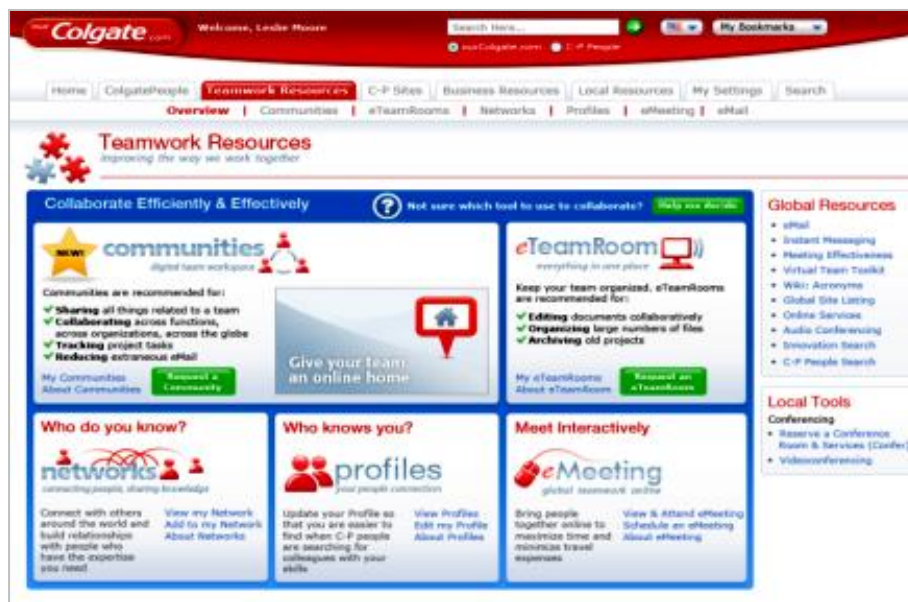 our Colgate.com
Welcome, Leslie Moore
Search Here...
My Bookmarks
ourColgate.com C-P People
Home ColgatePeople Teamwork Resources C-P Sites Business Resources Local Resources My Settings Search
Overview | Communities | eTeamRooms | Networks | Profiles | eMeeting | eMail
Teamwork Resources
improving the way we work together
Collaborate Efficiently & Effectively
? Not sure which tool to use to collaborate? Help me decide
NEW!
communities
digital team workspace
Communities are recommended for:
Sharing all things related to a team
Collaborating across functions,
across organizations, across the globe
Tracking project tasks
Reducing extraneous eMail
My Communities
About Communities
Request a
Community
Give your team
an online home
eTeamRoom
everything in one place
Keep your team organized. eTeamRooms
are recommended for:
Editing documents collaboratively
Organizing large numbers of files
Archiving old projects
My eTeamRooms
About eTeamRoom
Request an
eTeamRoom
Who do you know?
networks
connecting people, sharing knowledge
Connect with others
around the world and
build relationships
with people who
have the expertise
you need
View my Network
Add to my Network
About Networks
Who knows you?
profiles
your people connection
Update your Profile so
that you are easier to
find when C-P people
are searching for
colleagues with your
skills
View Profiles
Edit my Profile
About Profiles
Meet Interactively
eMeeting
global teamwork online
Bring people
together online to
maximize time and
minimize travel
expenses
View & Attend eMeeting
Schedule an eMeeting
About eMeeting
Global Resources
eMail
Instant Messaging
Meeting Effectiveness
Virtual Team Toolkit
Wiki: Acronyms
Global Site Listing
Online Services
Audio Conferencing
Innovation Search
C-P People Search
Local Tools
Conferencing
Reserve a Conference
Room & Services (Confer)
Videoconferencing